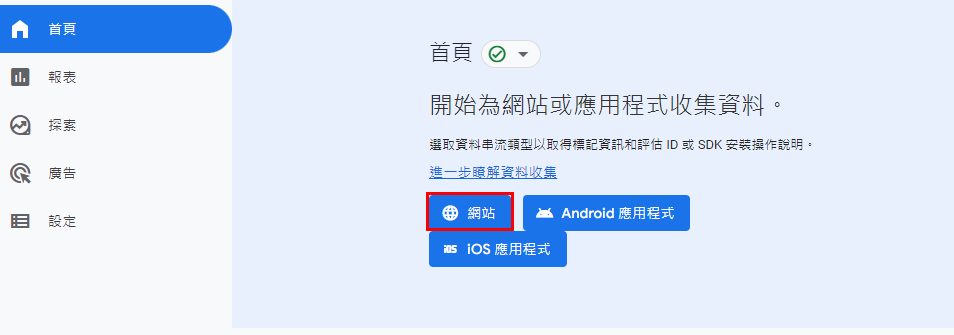 首頁
報表
探索
廣告
設定
首頁
開始為網站或應用程式收集資料。
選取資料串流類型以取得標記資訊和評估 ID 或 SDK 安裝操作說明。
進一步瞭解資料收集
網站
Android 應用程式
iOS iOS 應用程式